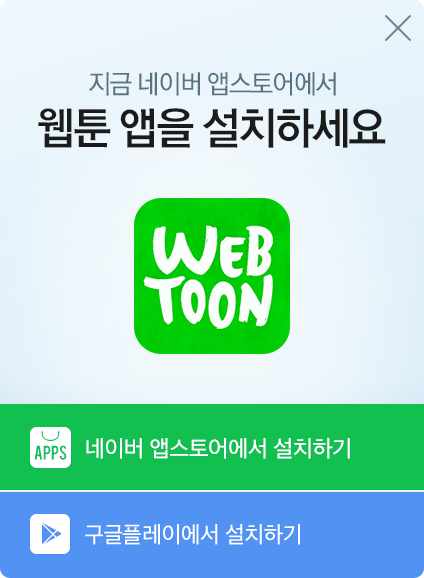 지금 네이버 앱스토어에서
웹툰 앱을 설치하세요
WEB
TOON
APPS
네이버 앱스토어에서 설치하기
구글플레이에서 설치하기